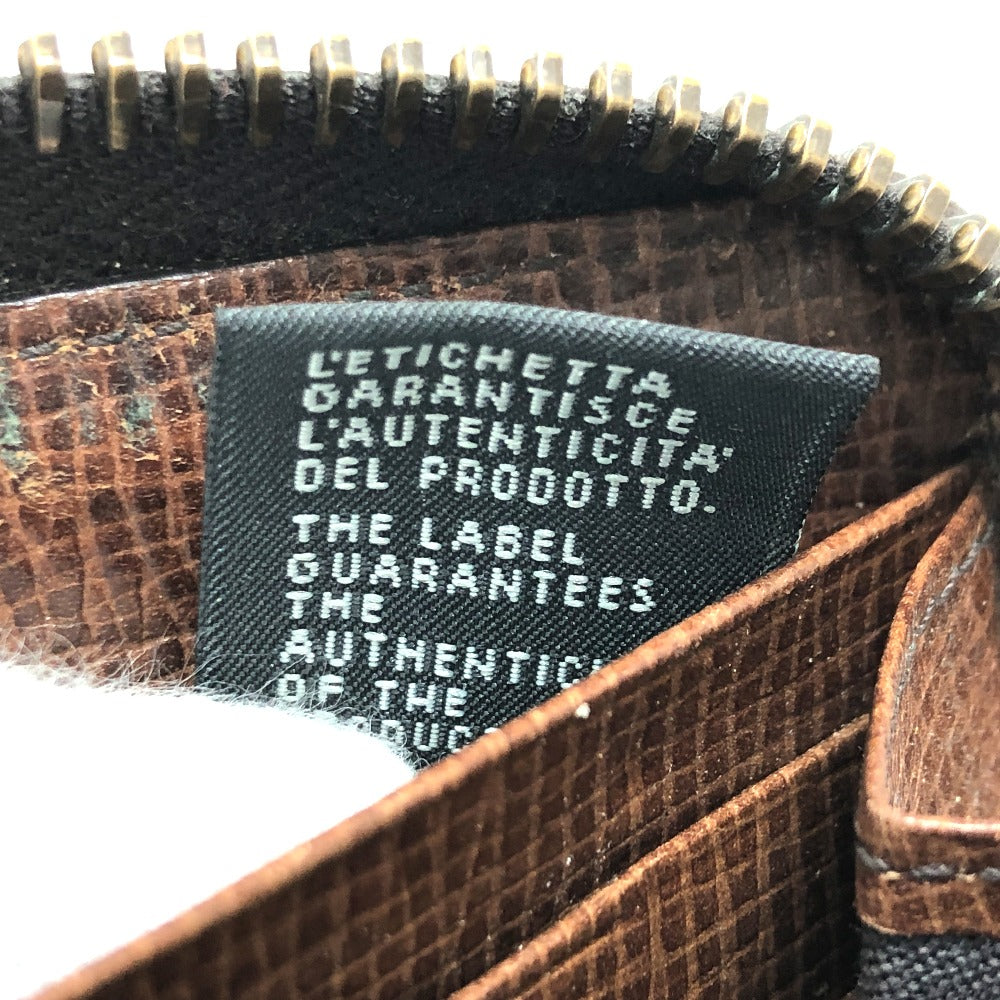 L'ETICHETTA
GARANTISCE
L'AUTENTICITA'
DEL PRODOTTO.
THE LABEL
GUARANTEES
THE
OF THE